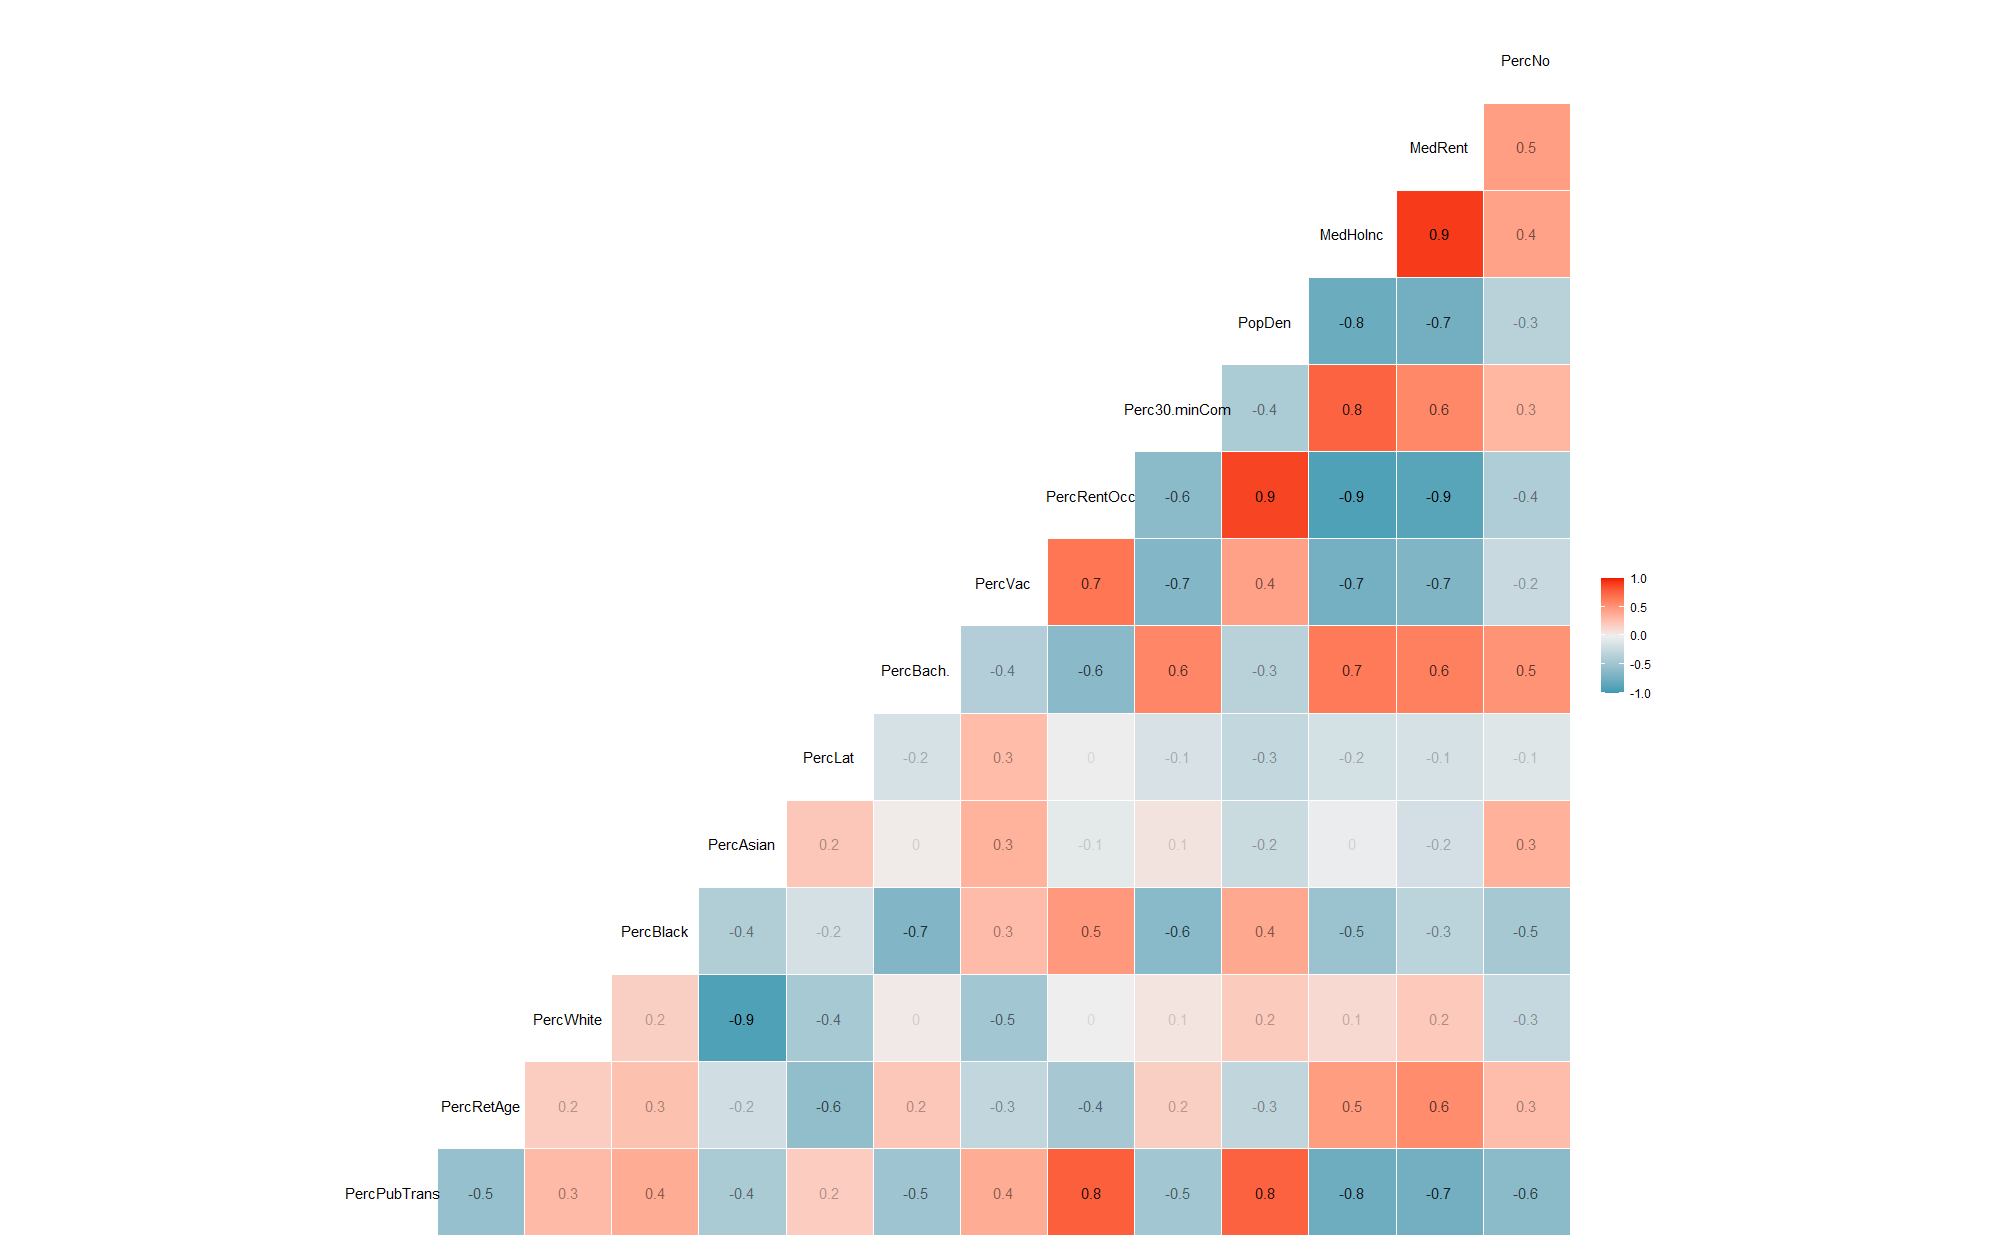 PercNo
MedRent 0.5
MedHoInc 0.9 0.4
PopDen -0.8 -0.7 -0.3
Perc30.minCom -0.4 0.8 0.6 0.3
PercRentOcc -0.6 0.9 -0.9 -0.9 -0.4
PercVac 0.7 -0.7 0.4 -0.7 -0.7 -0.2
PercBach. -0.4 -0.6 0.6 -0.3 0.7 0.6 0.5
PercLat -0.2 0.3 0 -0.1 -0.3 -0.2 -0.1 -0.1
PercAsian 0.2 0 0.3 -0.1 0.1 -0.2 0 -0.2 0.3
PercBlack -0.4 -0.2 -0.7 0.3 0.5 -0.6 0.4 -0.5 -0.3 -0.5
PercWhite 0.2 -0.9 -0.4 0 -0.5 0 0.1 0.2 0.1 0.2 -0.3
PercRetAge 0.2 0.3 -0.2 -0.6 0.2 -0.3 -0.4 0.2 -0.3 0.5 0.6 0.3
PercPubTrans -0.5 0.3 0.4 -0.4 0.2 -0.5 0.4 0.8 -0.5 0.8 -0.8 -0.7 -0.6
1.0
0.5
0.0
-0.5
-1.0